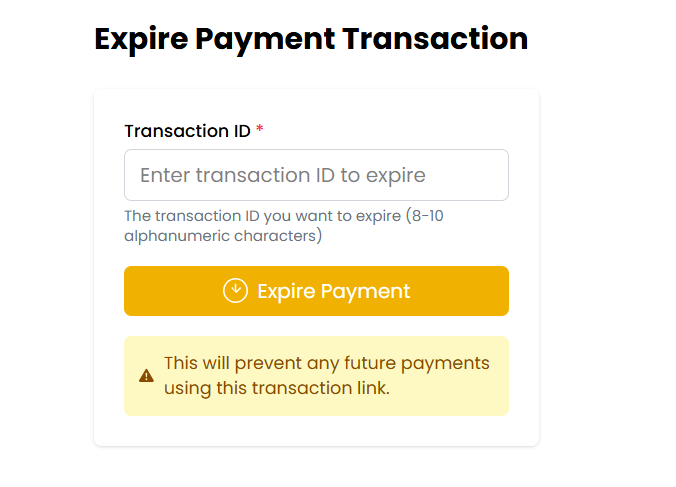 Expire Payment Transaction
Transaction ID *
Enter transaction ID to expire
The transaction ID you want to expire (8-10
alphanumeric characters)
Expire Payment
This will prevent any future payments
using this transaction link.